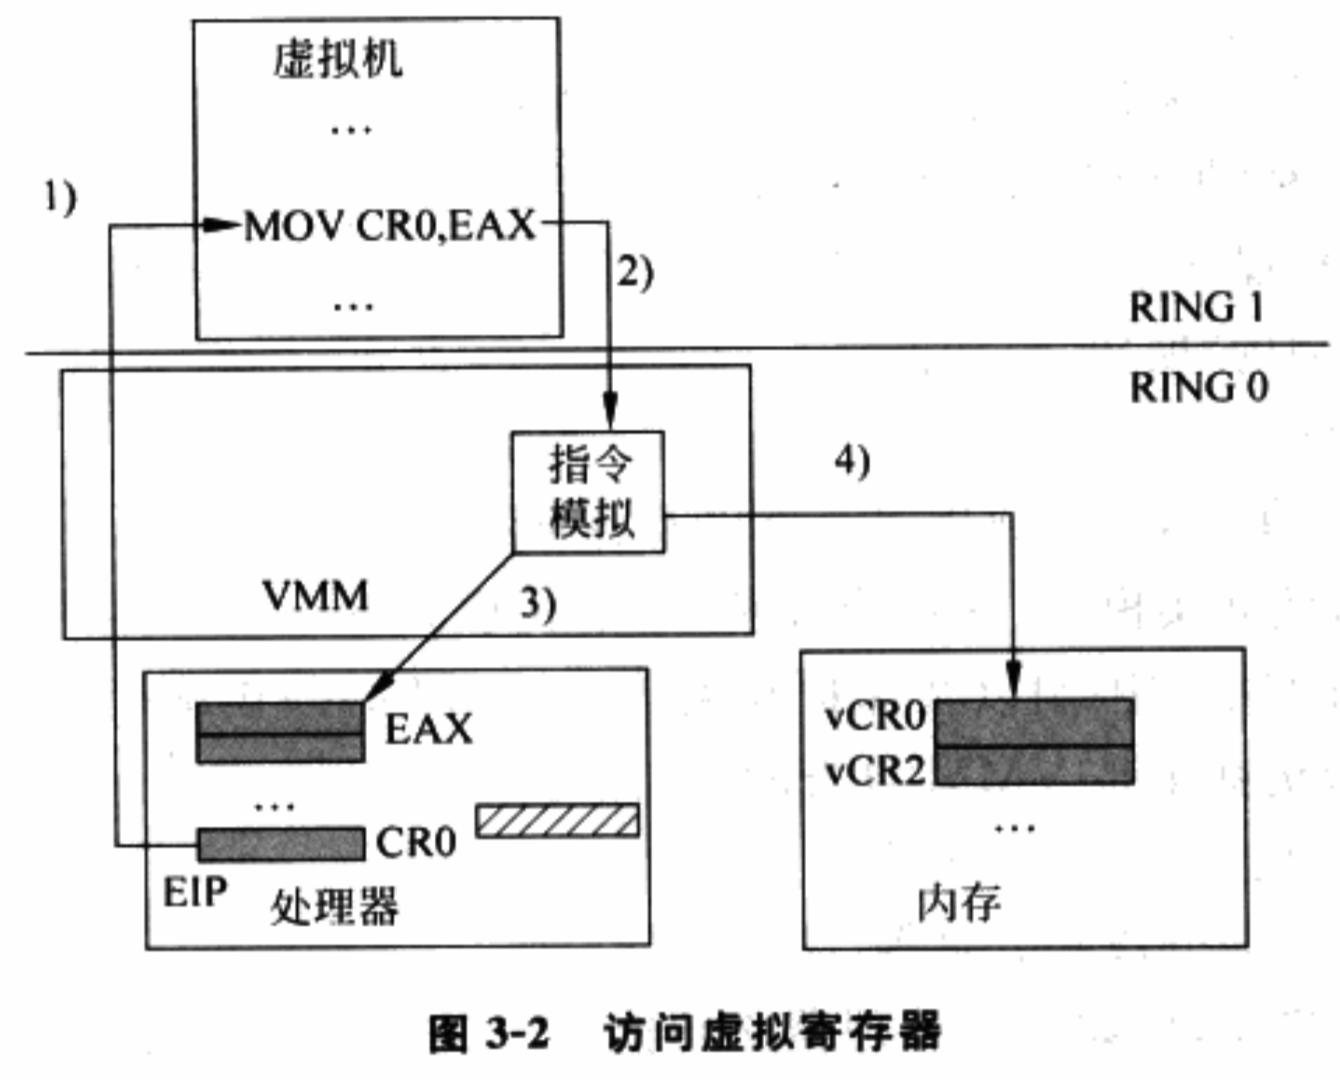 虚拟机
...
1)
MOV CR0,EAX
2)
...
RING 1
RING 0
指令
模拟
4)
VMM
3)
EAX
...
CR0
EIP
处理器
vCR0
vCR2
...
内存
图 3-2 访问虚拟寄存器